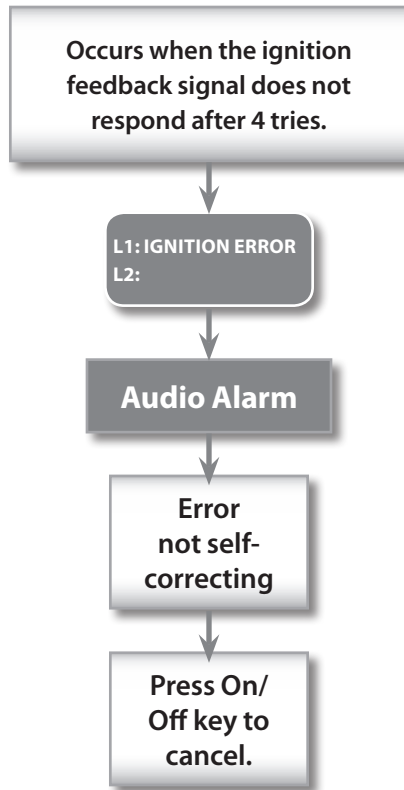 Occurs when the ignition
feedback signal does not
respond after 4 tries.
L1: IGNITION ERROR
L2:
Audio Alarm
Error
not self-
correcting
Press On/
Off key to
cancel.